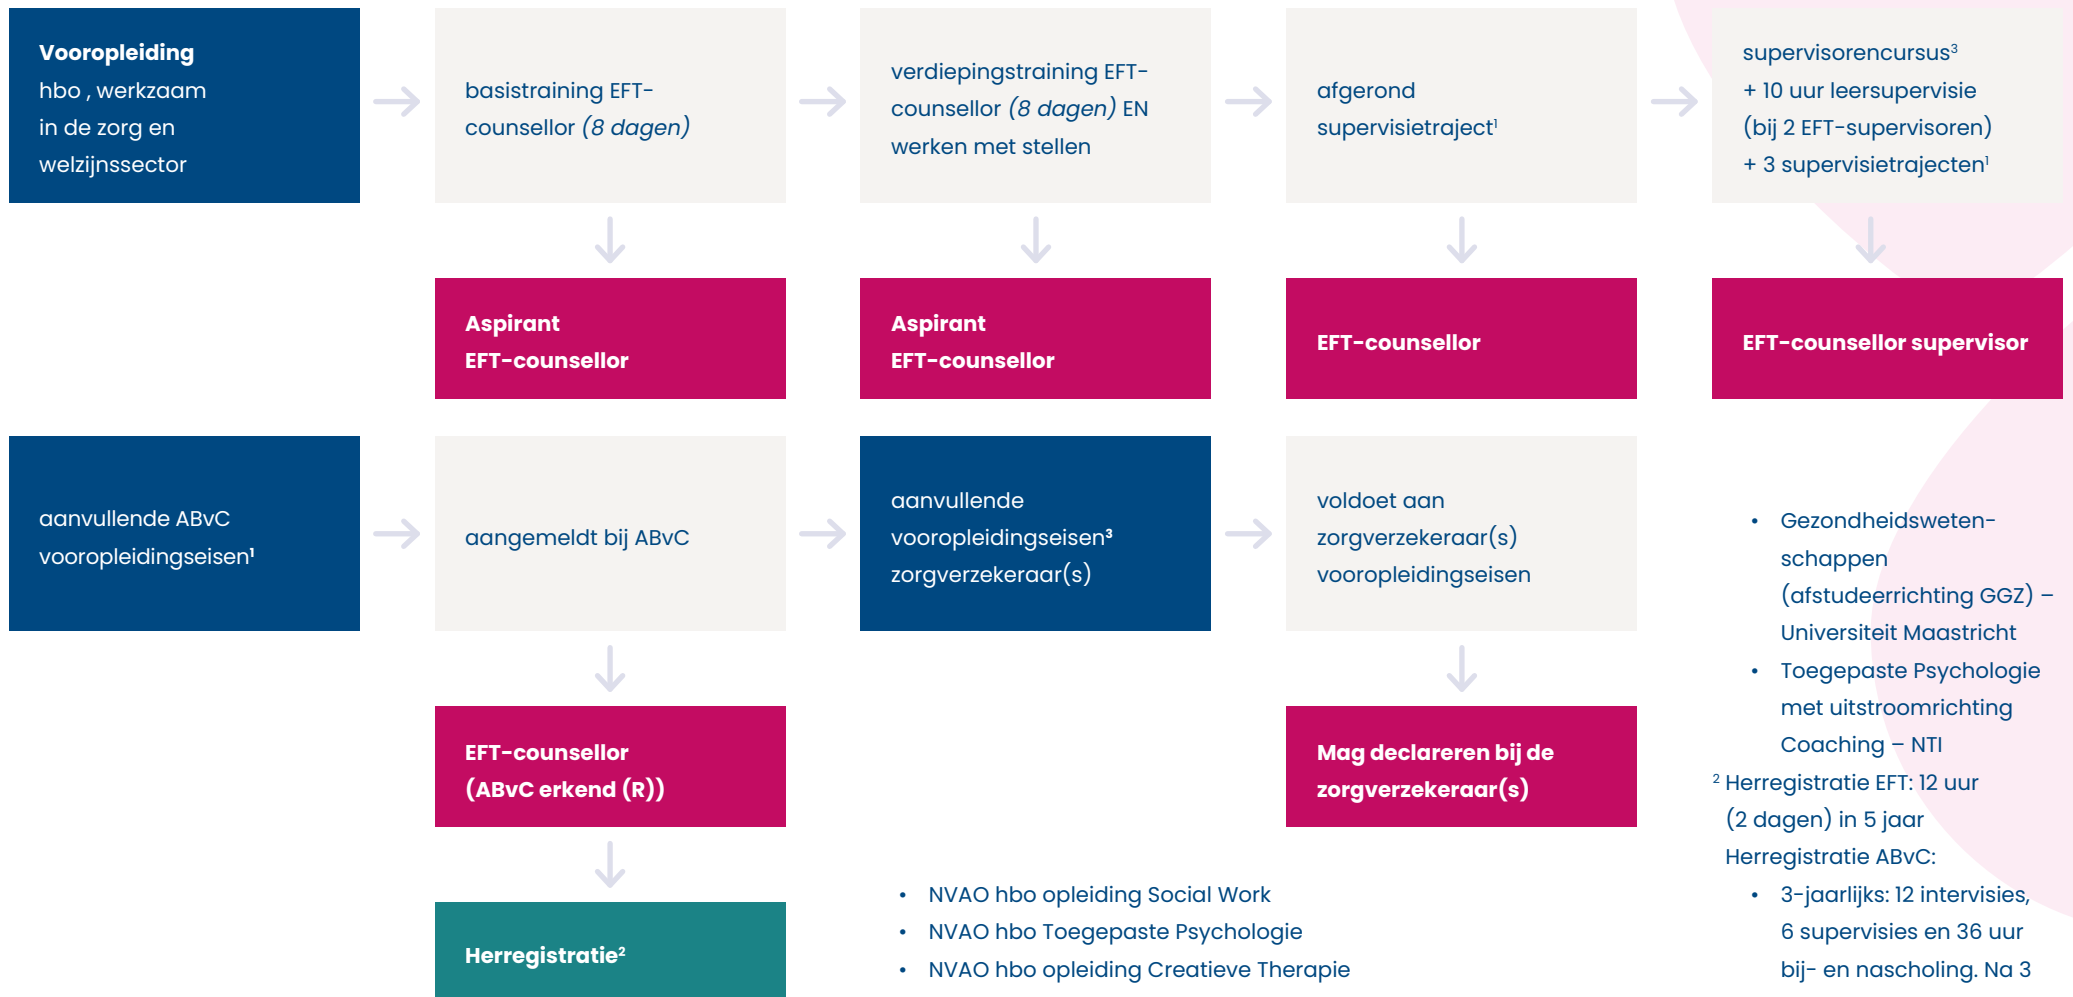 Vooropleiding
hbo , werkzaam
in de zorg en
welzijnssector
basistraining EFT-
counsellor (8 dagen)
verdiepingstraining EFT-
counsellor (8 dagen) EN
werken met stellen
afgerond
supervisietraject¹
supervisorencursus³
+ 10 uur leersupervisie
(bij 2 EFT-supervisoren)
+ 3 supervisietrajecten¹
Aspirant
EFT-counsellor
Aspirant
EFT-counsellor
EFT-counsellor
EFT-counsellor supervisor
aanvullende ABvC
vooropleidingseisen¹
aangemeldt bij ABvC
aanvullende
vooropleidingseisen³
zorgverzekeraar(s)
voldoet aan
zorgverzekeraar(s)
vooropleidingseisen
EFT-counsellor
(ABvC erkend (R))
Mag declareren bij de
zorgverzekeraar(s)
Herregistratie²
• NVAO hbo opleiding Social Work
• NVAO hbo Toegepaste Psychologie
• NVAO hbo opleiding Creatieve Therapie
• Gezondheidsweten-
schappen
(afstudeerrichting GGZ) –
Universiteit Maastricht
• Toegepaste Psychologie
met uitstroomrichting
Coaching – NTI
² Herregistratie EFT: 12 uur
(2 dagen) in 5 jaar
Herregistratie ABvC:
• 3-jaarlijks: 12 intervisies,
6 supervisies en 36 uur
bij- en nascholing. Na 3